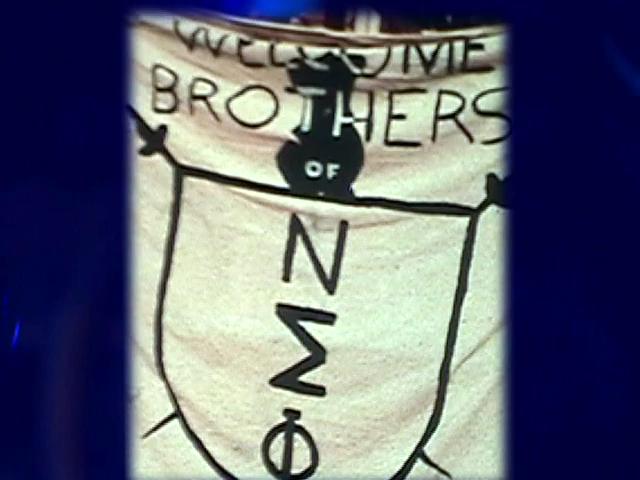 WELCOME
BROTHERS
OF
Ν
Σ
Φ